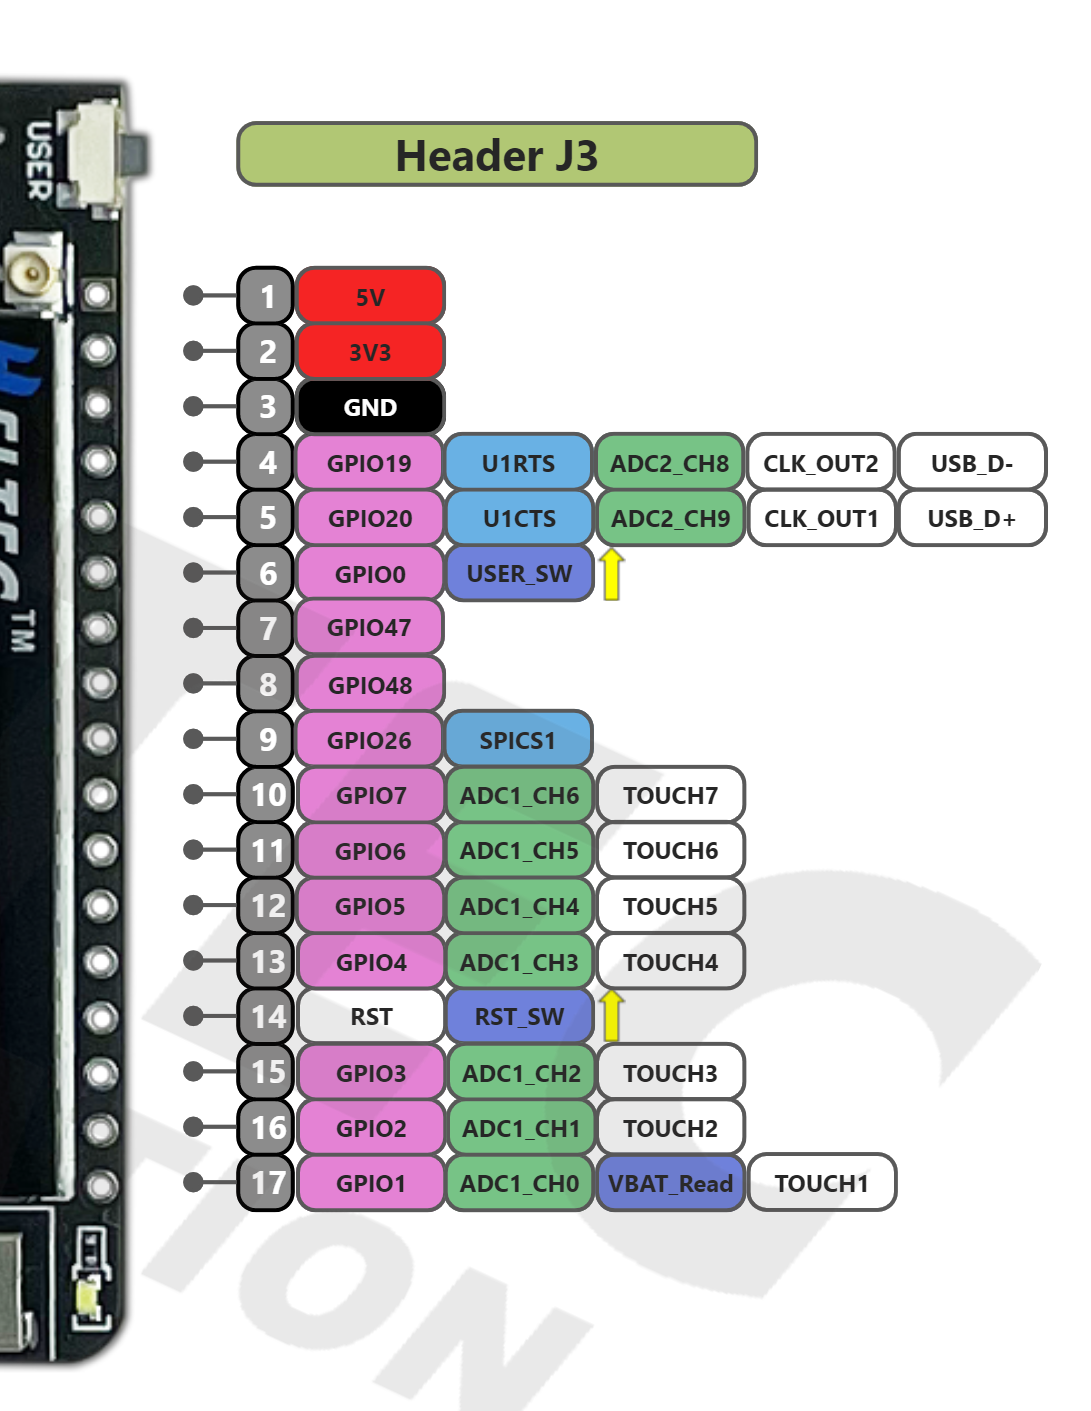 USER
HELTEC™
Header J3
1 5V
2 3V3
3 GND
4 GPIO19 U1RTS ADC2_CH8 CLK_OUT2 USB_D-
5 GPIO20 U1CTS ADC2_CH9 CLK_OUT1 USB_D+
6 GPIO0 USER_SW
7 GPIO47
8 GPIO48
9 GPIO26 SPICS1
10 GPIO7 ADC1_CH6 TOUCH7
11 GPIO6 ADC1_CH5 TOUCH6
12 GPIO5 ADC1_CH4 TOUCH5
13 GPIO4 ADC1_CH3 TOUCH4
14 RST RST_SW
15 GPIO3 ADC1_CH2 TOUCH3
16 GPIO2 ADC1_CH1 TOUCH2
17 GPIO1 ADC1_CH0 VBAT_Read TOUCH1